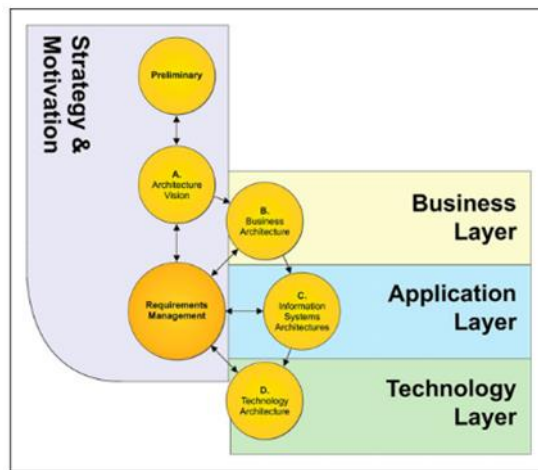 Strategy &
Motivation
Preliminary
A.
Architecture
Vision
B.
Business
Architecture
Business
Layer
Requirements
Management
C.
Information
Systems
Architectures
Application
Layer
D.
Technology
Architecture
Technology
Layer